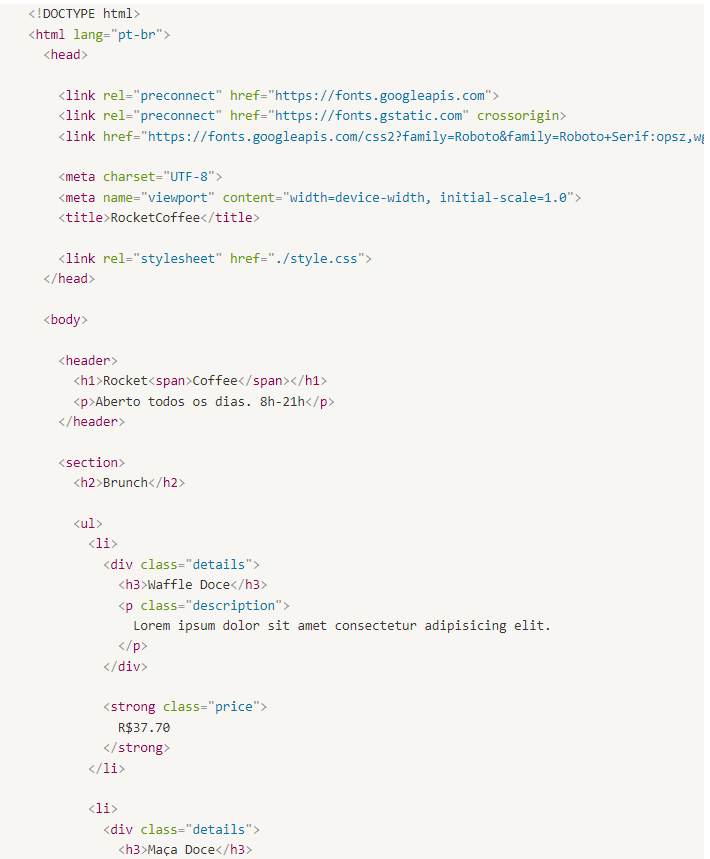 <!DOCTYPE html>
<html lang="pt-br">
<head>
<link rel="preconnect" href="https://fonts.googleapis.com">
<link rel="preconnect" href="https://fonts.gstatic.com" crossorigin>
<link href="https://fonts.googleapis.com/css2?family=Roboto&family=Roboto+Serif:opsz,wg
<meta charset="UTF-8">
<meta name="viewport" content="width=device-width, initial-scale=1.0">
<title>RocketCoffee</title>
<link rel="stylesheet" href="./style.css">
</head>
<body>
<header>
<h1>Rocket<span>Coffee</span></h1>
<p>Aberto todos os dias. 8h-21h</p>
</header>
<section>
<h2>Brunch</h2>
<ul>
<li>
<div class="details">
<h3>Waffle Doce</h3>
<p class="description">
Lorem ipsum dolor sit amet consectetur adipisicing elit.
</p>
</div>
<strong class="price">
R$37.70
</strong>
</li>
<li>
<div class="details">
<h3>Maça Doce</h3>